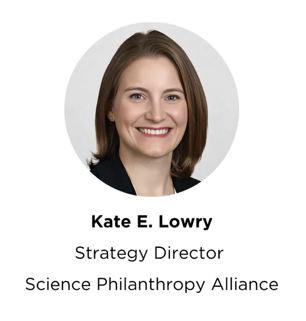 Kate E. Lowry
Strategy Director
Science Philanthropy Alliance